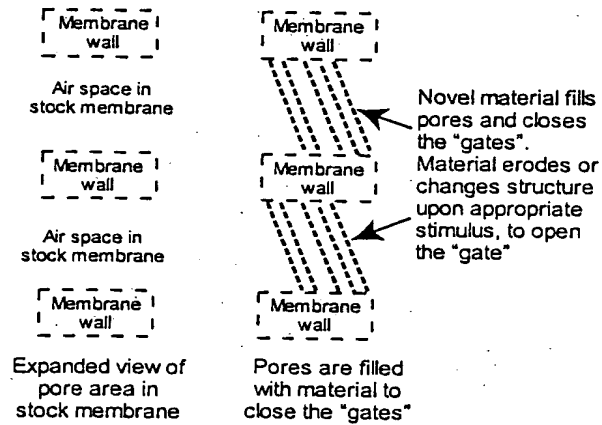 Membrane
wall
Air space in
stock membrane
Membrane
wall
Air space in
stock membrane
Membrane
wall
Expanded view of
pore area in
stock membrane
Membrane
wall
Membrane
wall
Membrane
wall
Pores are filled
with material to
close the "gates"
Novel material fills
pores and closes
the "gates".
Material erodes or
changes structure
upon appropriate
stimulus, to open
the "gate"